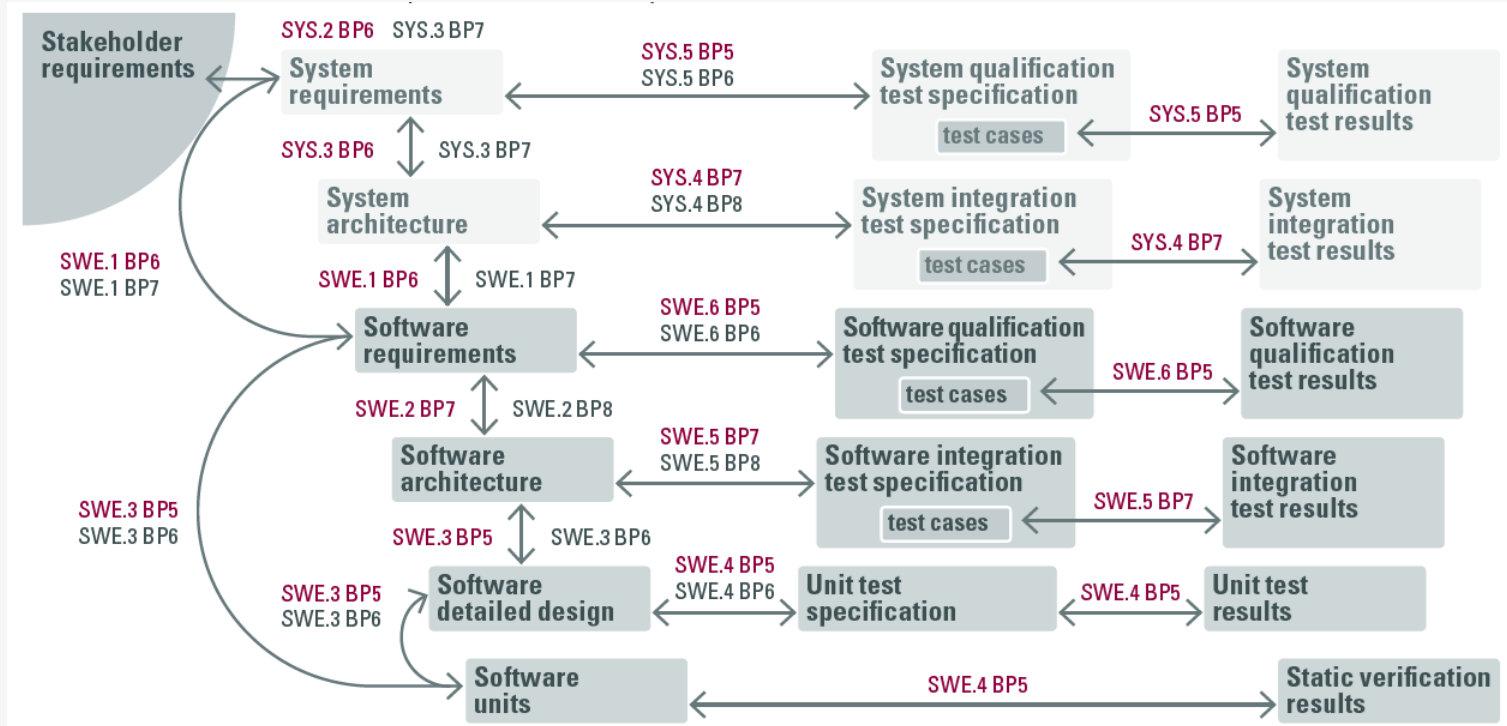 Stakeholder
requirements
SYS.2 BP6 SYS.3 BP7
System
requirements
SYS.5 BP5
SYS.5 BP6
System qualification
test specification
test cases
SYS.5 BP5
System
qualification
test results
SYS.3 BP6 SYS.3 BP7
System
architecture
SYS.4 BP7
SYS.4 BP8
System integration
test specification
test cases
SYS.4 BP7
System
integration
test results
SWE.1 BP6
SWE.1 BP7
SWE.1 BP6 SWE.1 BP7
Software
requirements
SWE.6 BP5
SWE.6 BP6
Software qualification
test specification
test cases
SWE.6 BP5
Software
qualification
test results
SWE.2 BP7 SWE.2 BP8
Software
architecture
SWE.5 BP7
SWE.5 BP8
Software integration
test specification
test cases
SWE.5 BP7
Software
integration
test results
SWE.3 BP5
SWE.3 BP6
SWE.3 BP5 SWE.3 BP6
SWE.3 BP5
SWE.3 BP6
Software
detailed design
SWE.4 BP5
SWE.4 BP6
Unit test
specification
SWE.4 BP5
Unit test
results
Software
units
SWE.4 BP5
Static verification
results